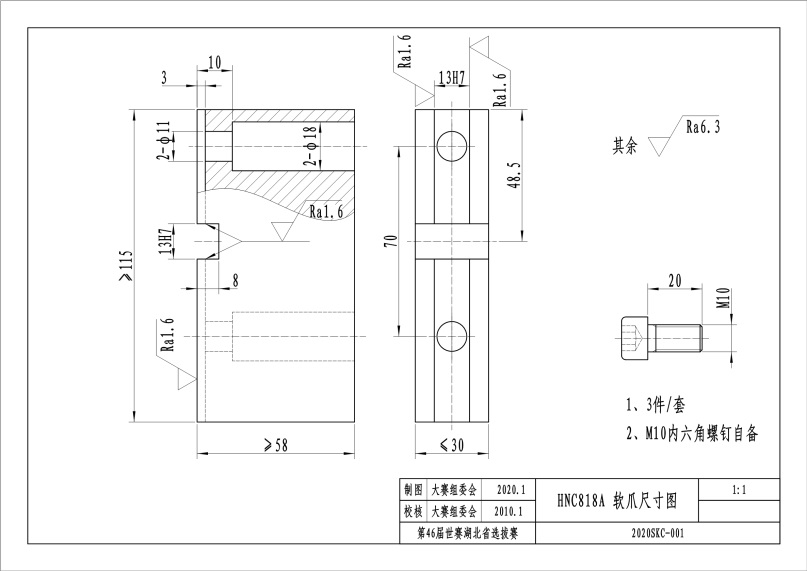 10
3
2-φ11
2-φ18
Ra1.6
13H7
≥115
8
Ra1.6
≥58
Ra1.6
13H7
Ra1.6
48.5
70
≤30
其余 Ra6.3
20
M10
1、3件/套
2、M10内六角螺钉自备
制图 大赛组委会 2020.1
校核 大赛组委会 2010.1
第46届世赛湖北省选拔赛
HNC818A 软爪尺寸图
1:1
2020SKC-001